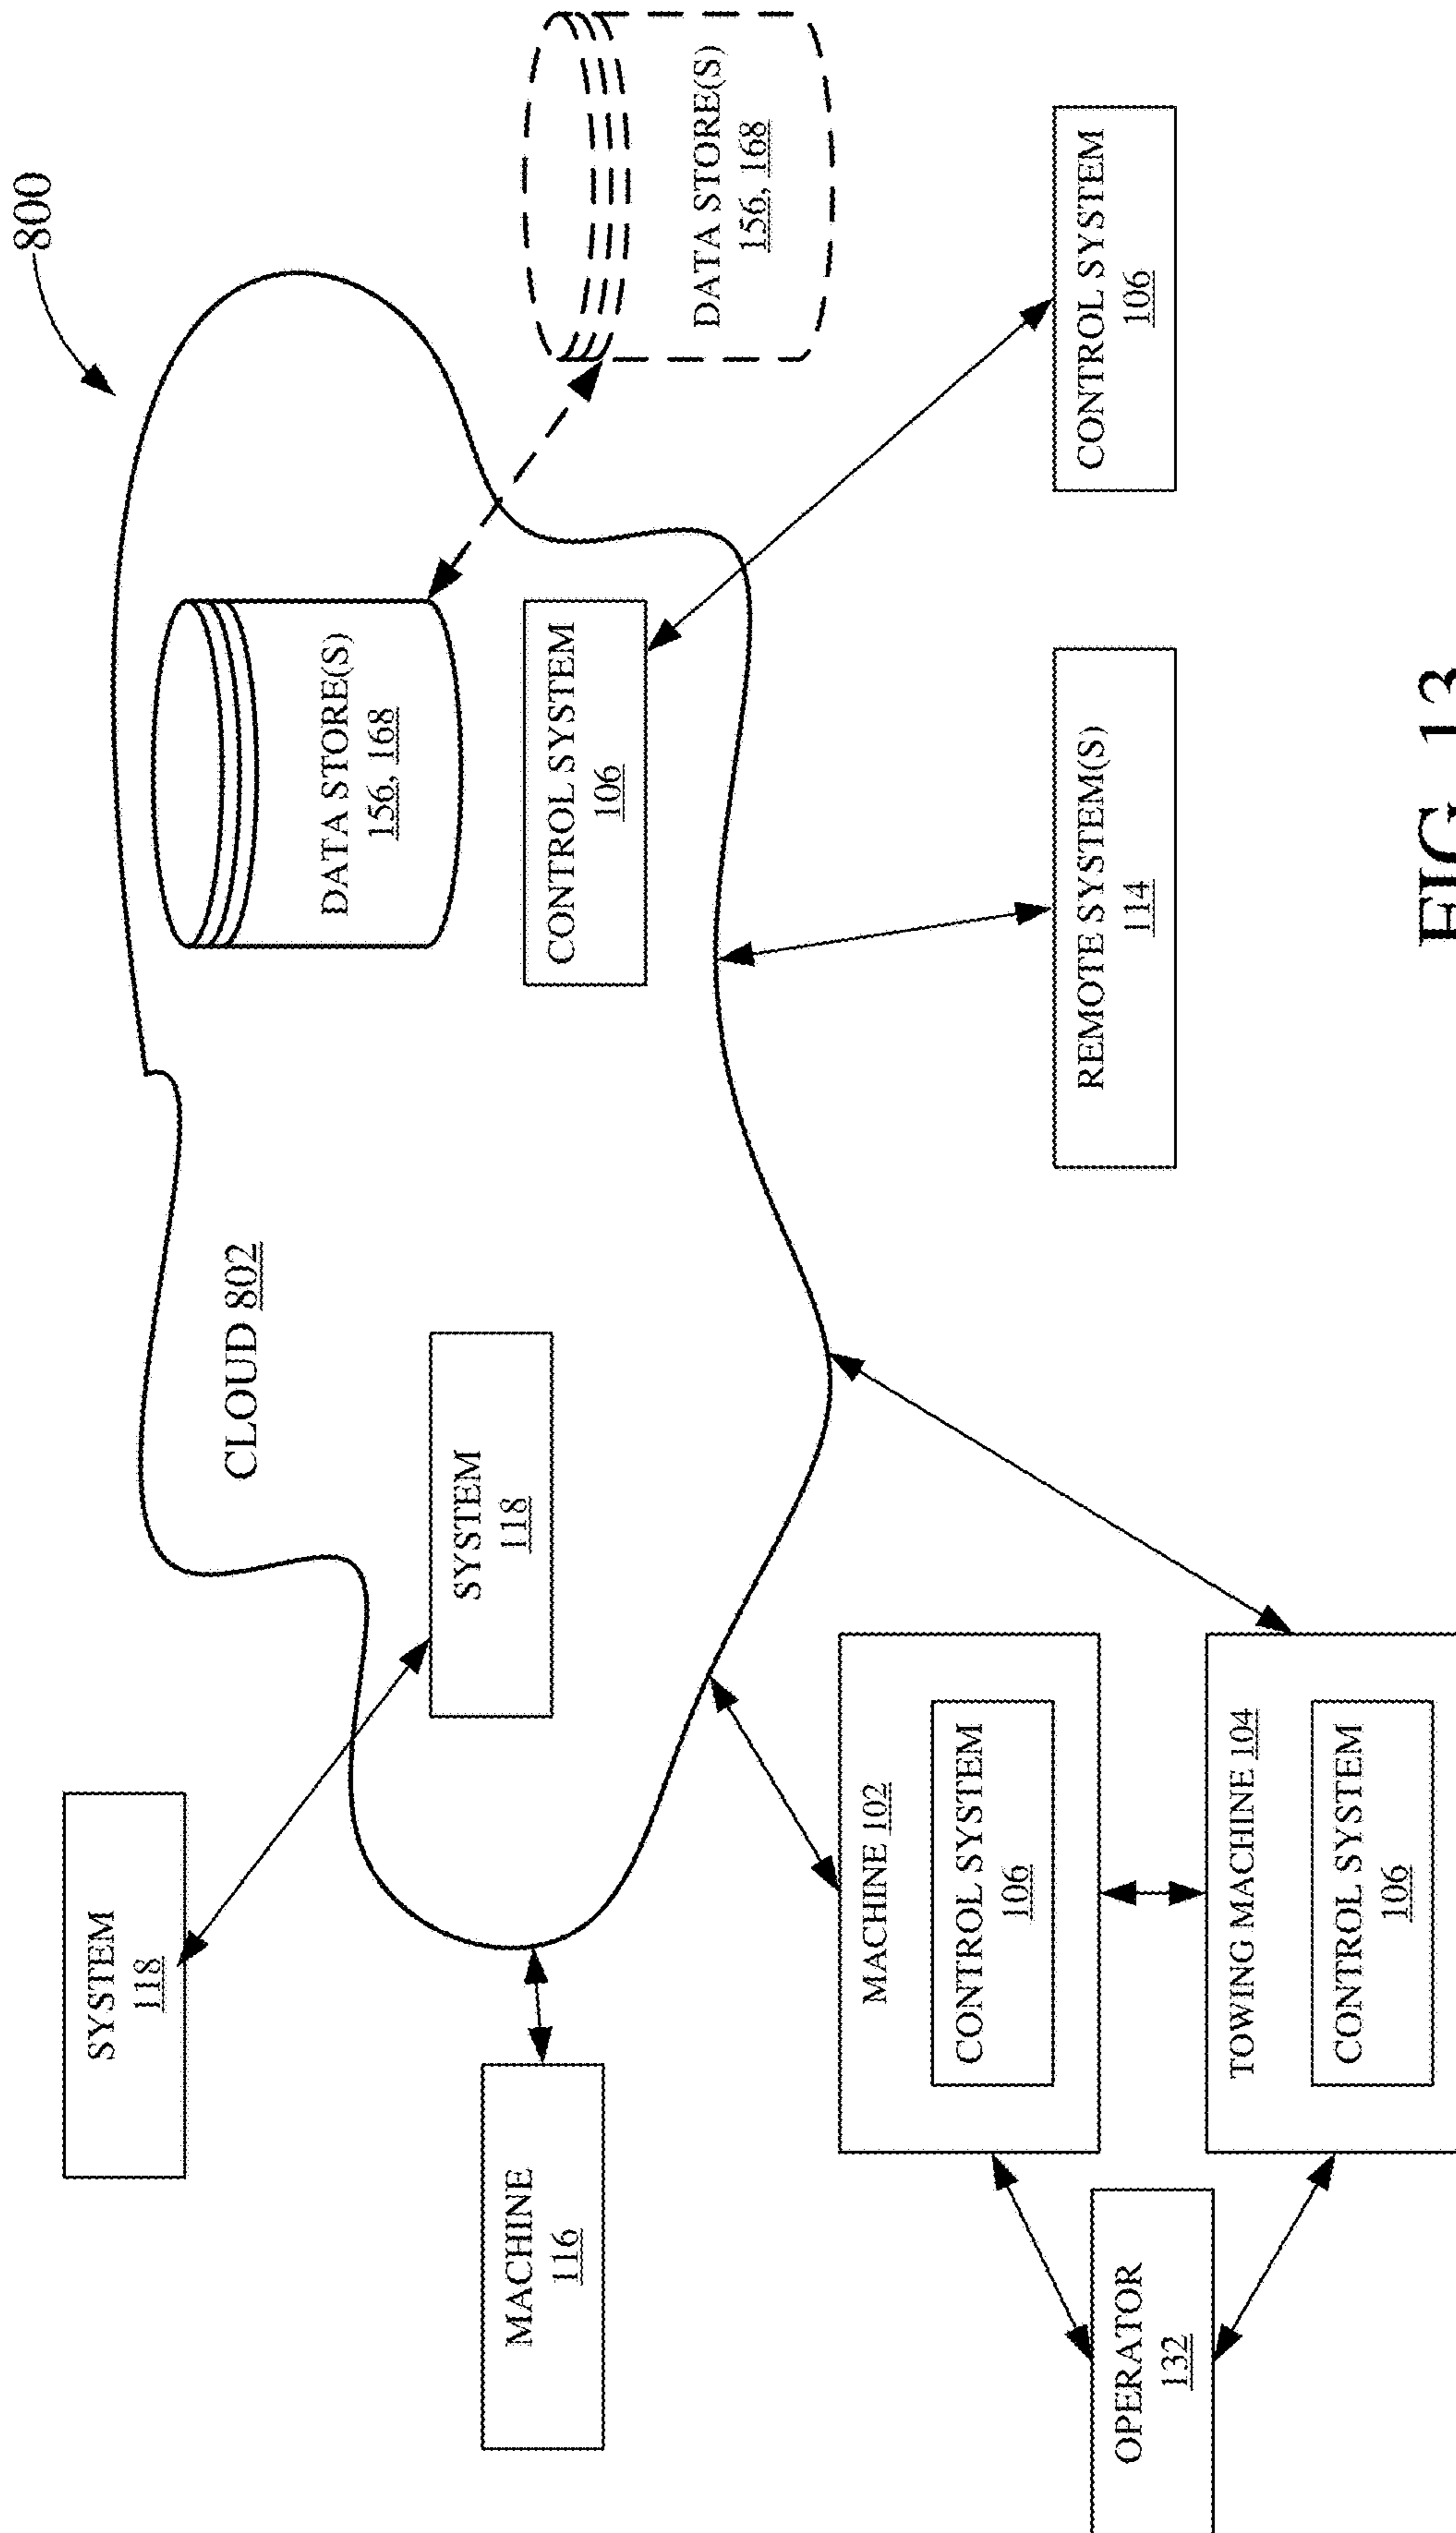 800
SYSTEM
118
CLOUD 802
DATA STORE(S)
156, 168
SYSTEM
118
CONTROL SYSTEM
106
DATA STORE(S)
156, 168
MACHINE
116
MACHINE 102
CONTROL SYSTEM
106
OPERATOR
132
TOWING MACHINE 104
CONTROL SYSTEM
106
REMOTE SYSTEM(S)
114
CONTROL SYSTEM
106
FIG. 13